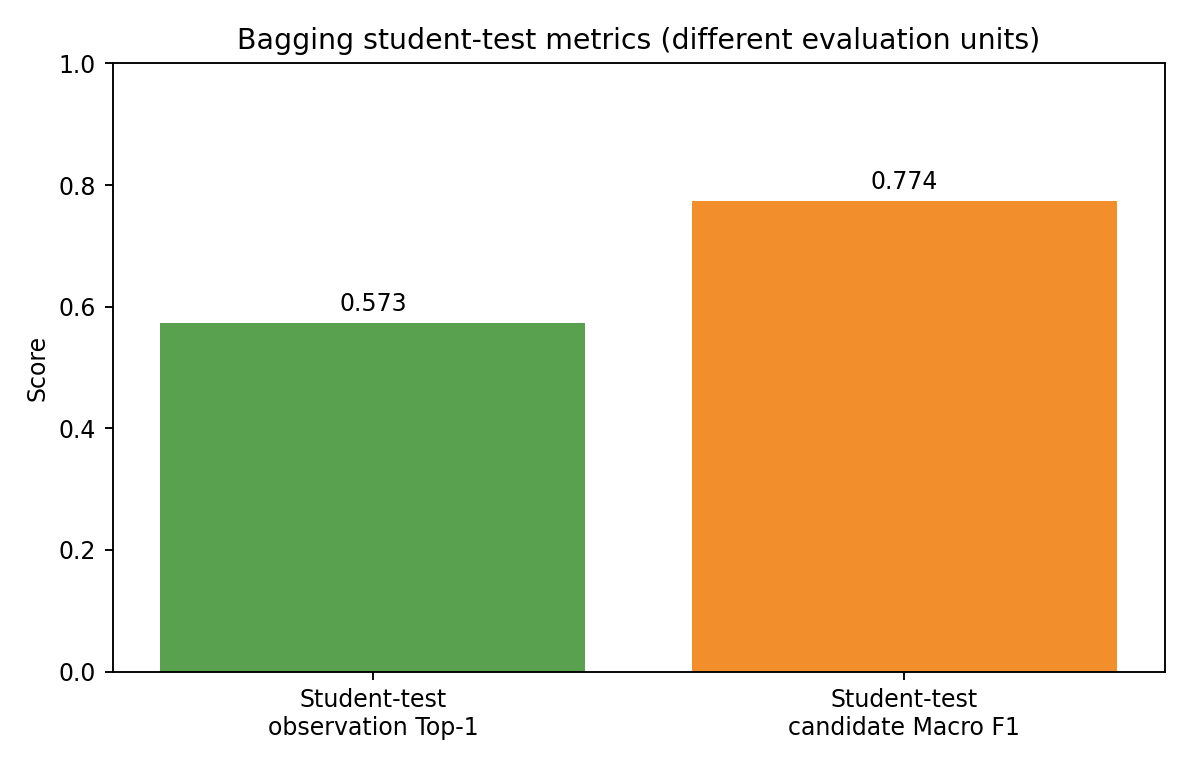 Bagging student-test metrics (different evaluation units)
1.0
0.8
0.6
0.4
0.2
0.0
Score
0.573
0.774
Student-test
observation Top-1
Student-test
candidate Macro F1